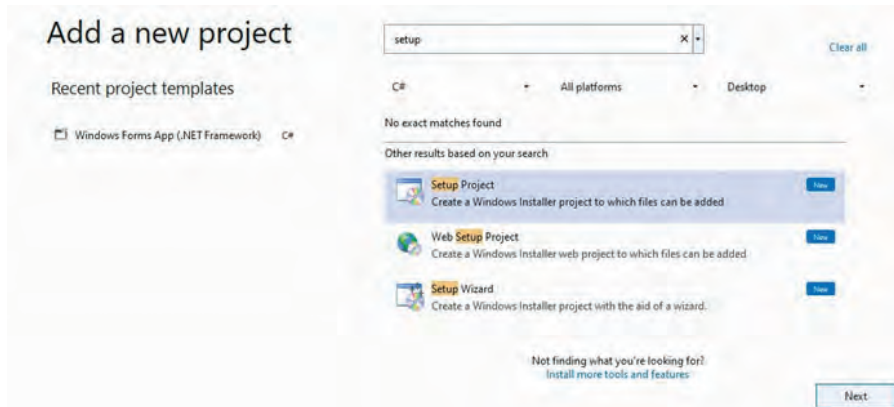 Add a new project
setup
Clear all
Recent project templates
C# All platforms Desktop
Windows Forms App (.NET Framework) C#
No exact matches found
Other results based on your search
Setup Project New
Create a Windows Installer project to which files can be added
Web Setup Project New
Create a Windows Installer web project to which files can be added
Setup Wizard New
Create a Windows Installer project with the aid of a wizard.
Not finding what you're looking for?
Install more tools and features
Next